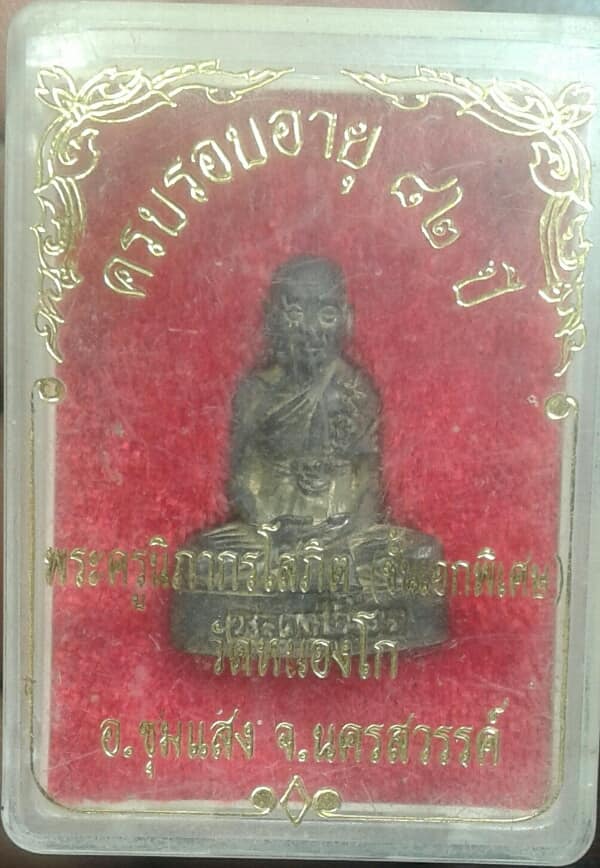 ครบรอบอายุ ๘๒ ปี
(พระครูนิภากรโสภิต (ชั้นเอกพิเศษ)
วัดหนองโก
อ.ชุมแสง จ.นครสวรรค์